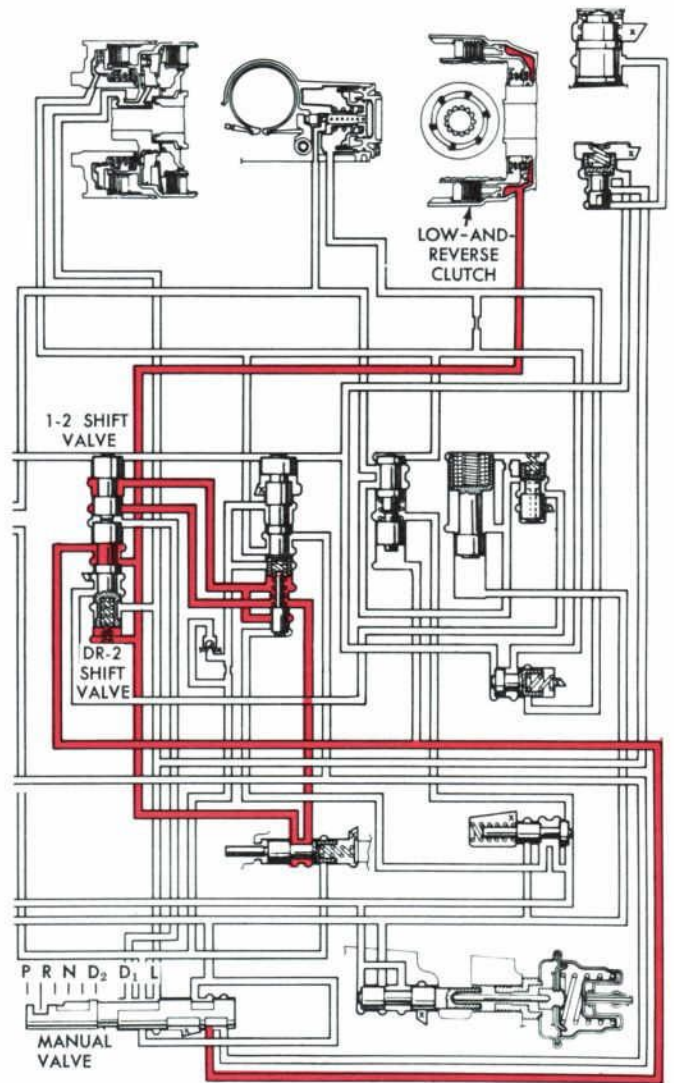 LOW-AND-
REVERSE
CLUTCH
1-2 SHIFT
VALVE
DR-2
SHIFT
VALVE
P R N D₂ D₁ L
MANUAL
VALVE